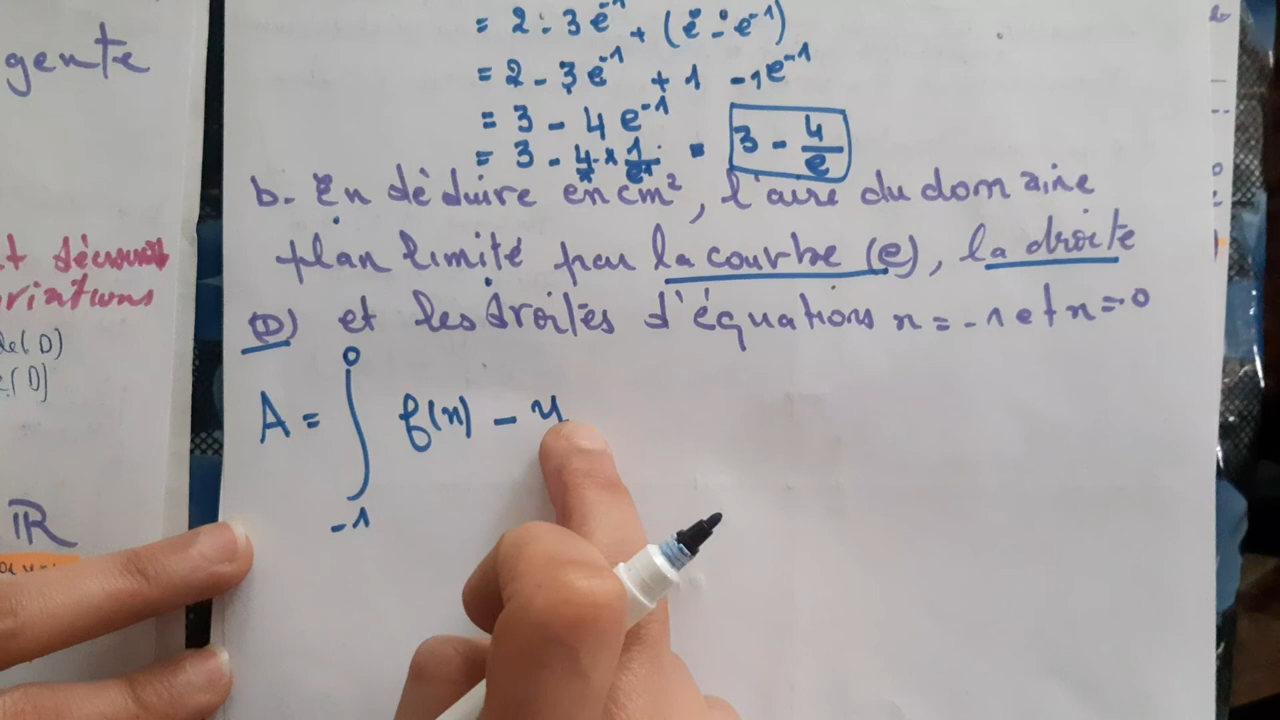 gente
= 2 - 3e⁻¹ + (e⁰ - e⁻¹)
= 2 - 3e⁻¹ + 1 - 1e⁻¹
= 3 - 4e⁻¹
= 3 - 4 × 1/e¹ = 3 - 4/e
b. En déduire en cm², l'aire du domaine
plan limité par la courbe (e), la droite
(D) et les droites d'équations x = -1 et x = 0
A = ∫₋₁⁰ f(x) - y
riations
de (D)
(D)
IR